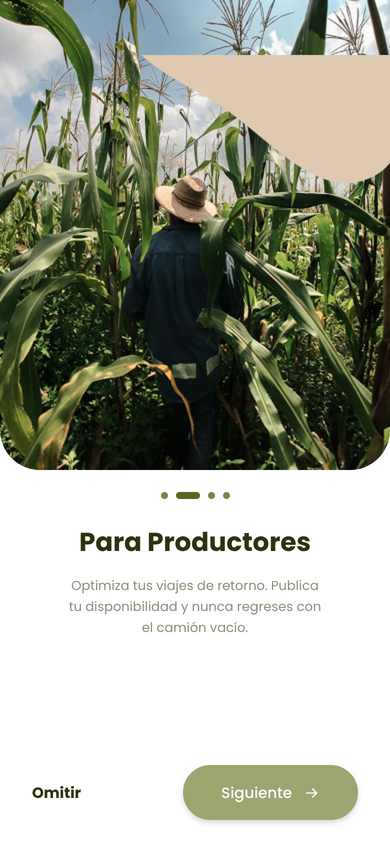 Para Productores
Optimiza tus viajes de retorno. Publica
tu disponibilidad y nunca regreses con
el camión vacío.
Omitir
Siguiente →